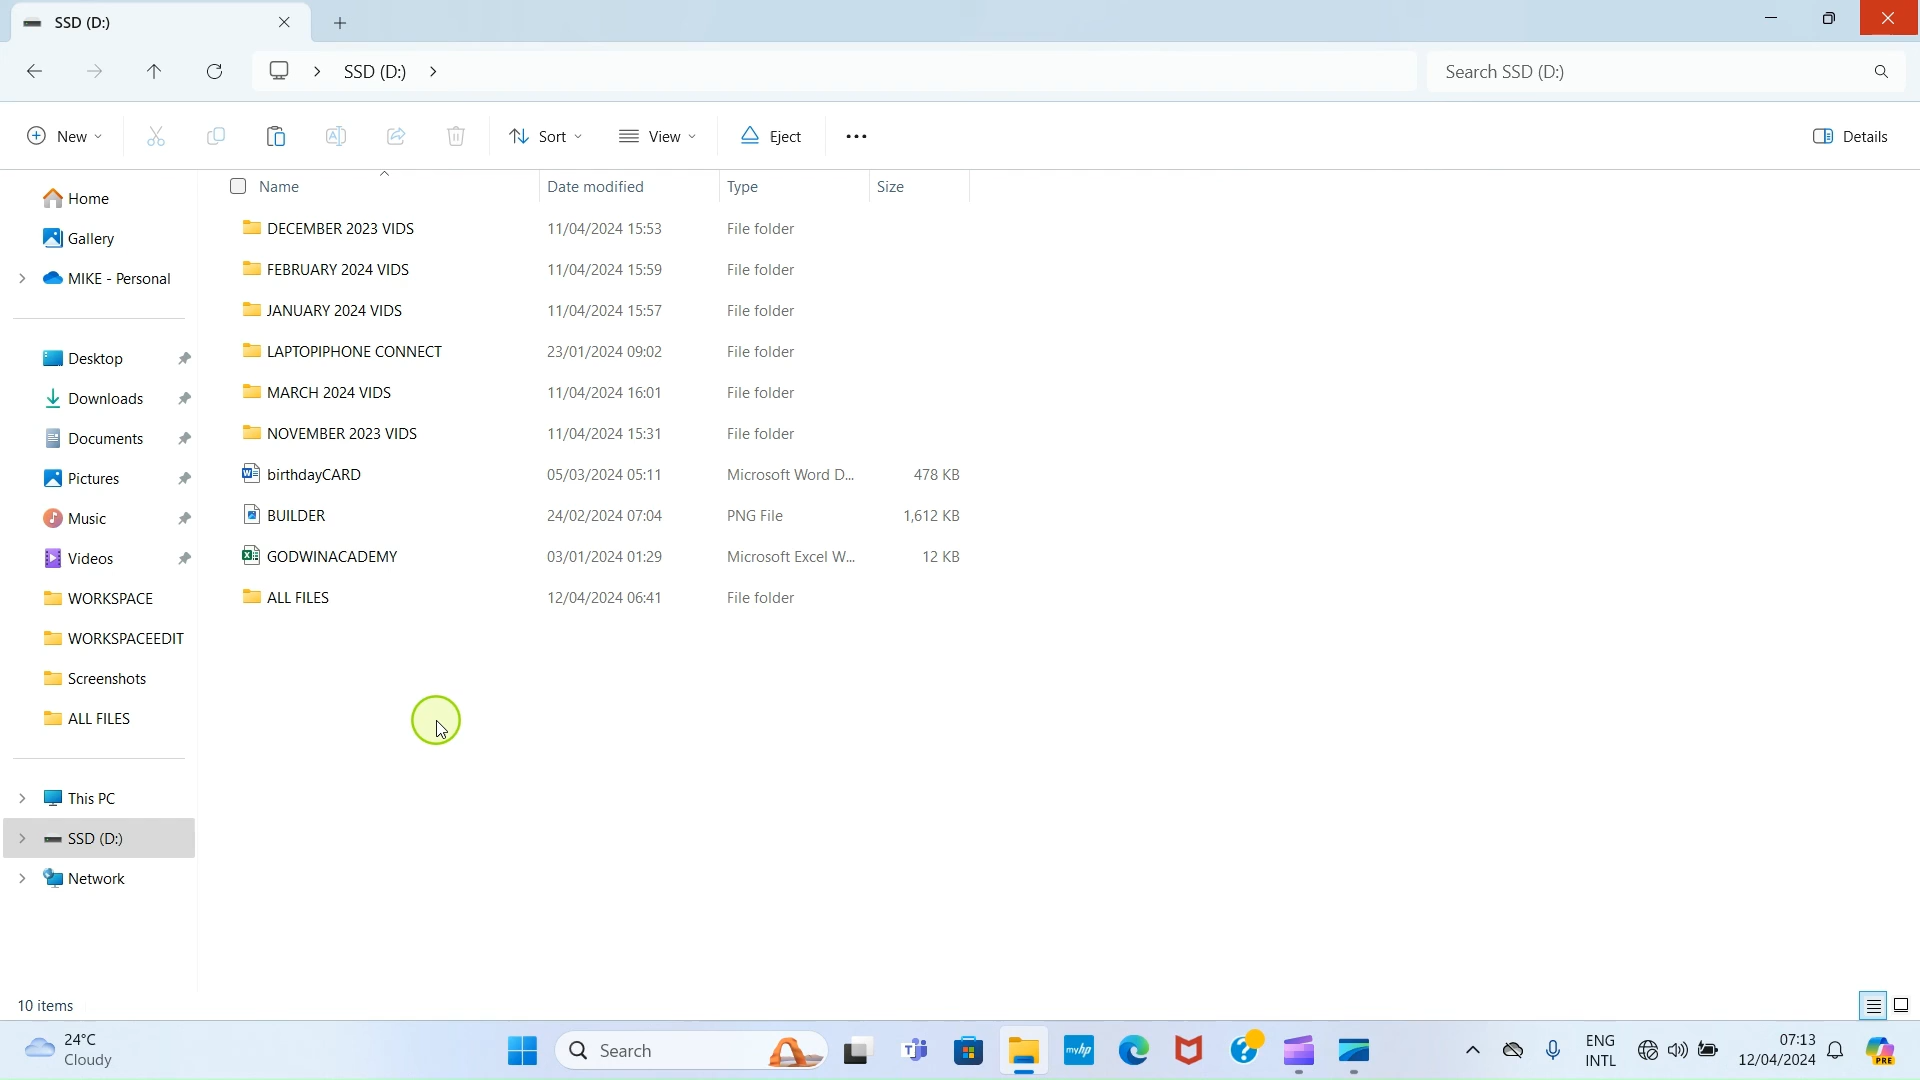 SSD (D:)
SSD (D:)
Search SSD (D:)
New
Sort
View
Eject
Details
Home
Gallery
MIKE - Personal
Desktop
Downloads
Documents
Pictures
Music
Videos
WORKSPACE
WORKSPACEEDIT
Screenshots
ALL FILES
This PC
SSD (D:)
Network
Name Date modified Type Size
DECEMBER 2023 VIDS 11/04/2024 15:53 File folder
FEBRUARY 2024 VIDS 11/04/2024 15:59 File folder
JANUARY 2024 VIDS 11/04/2024 15:57 File folder
LAPTOPIPHONE CONNECT 23/01/2024 09:02 File folder
MARCH 2024 VIDS 11/04/2024 16:01 File folder
NOVEMBER 2023 VIDS 11/04/2024 15:31 File folder
birthdayCARD 05/03/2024 05:11 Microsoft Word D... 478 KB
BUILDER 24/02/2024 07:04 PNG File 1,612 KB
GODWINACADEMY 03/01/2024 01:29 Microsoft Excel W... 12 KB
ALL FILES 12/04/2024 06:41 File folder
10 items
24°C
Cloudy
Search
myhp
ENG
INTL
07:13
12/04/2024
PRE